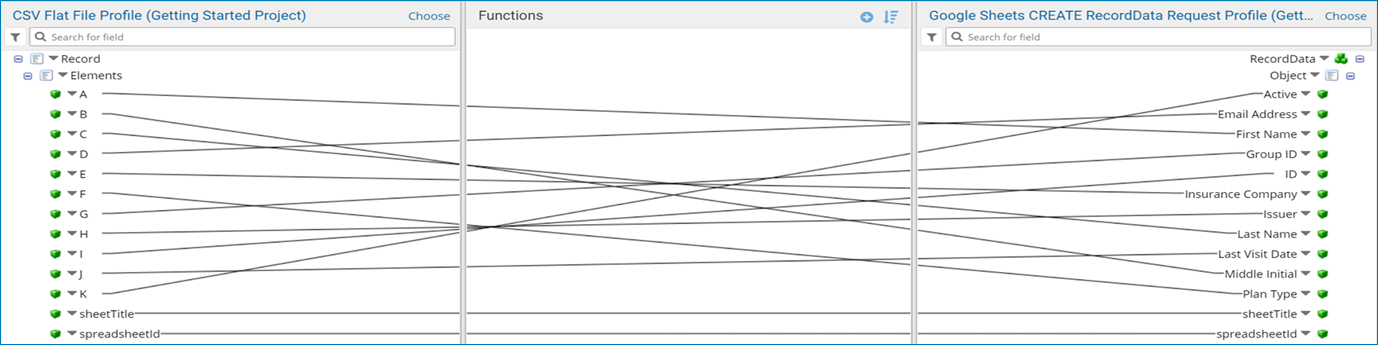 CSV Flat File Profile (Getting Started Project) Choose
Search for field
Record
Elements
A
B
C
D
E
F
G
H
I
J
K
sheetTitle
spreadsheetId
Functions
Google Sheets CREATE RecordData Request Profile (Gett... Choose
Search for field
RecordData
Object
Active
Email Address
First Name
Group ID
ID
Insurance Company
Issuer
Last Name
Last Visit Date
Middle Initial
Plan Type
sheetTitle
spreadsheetId